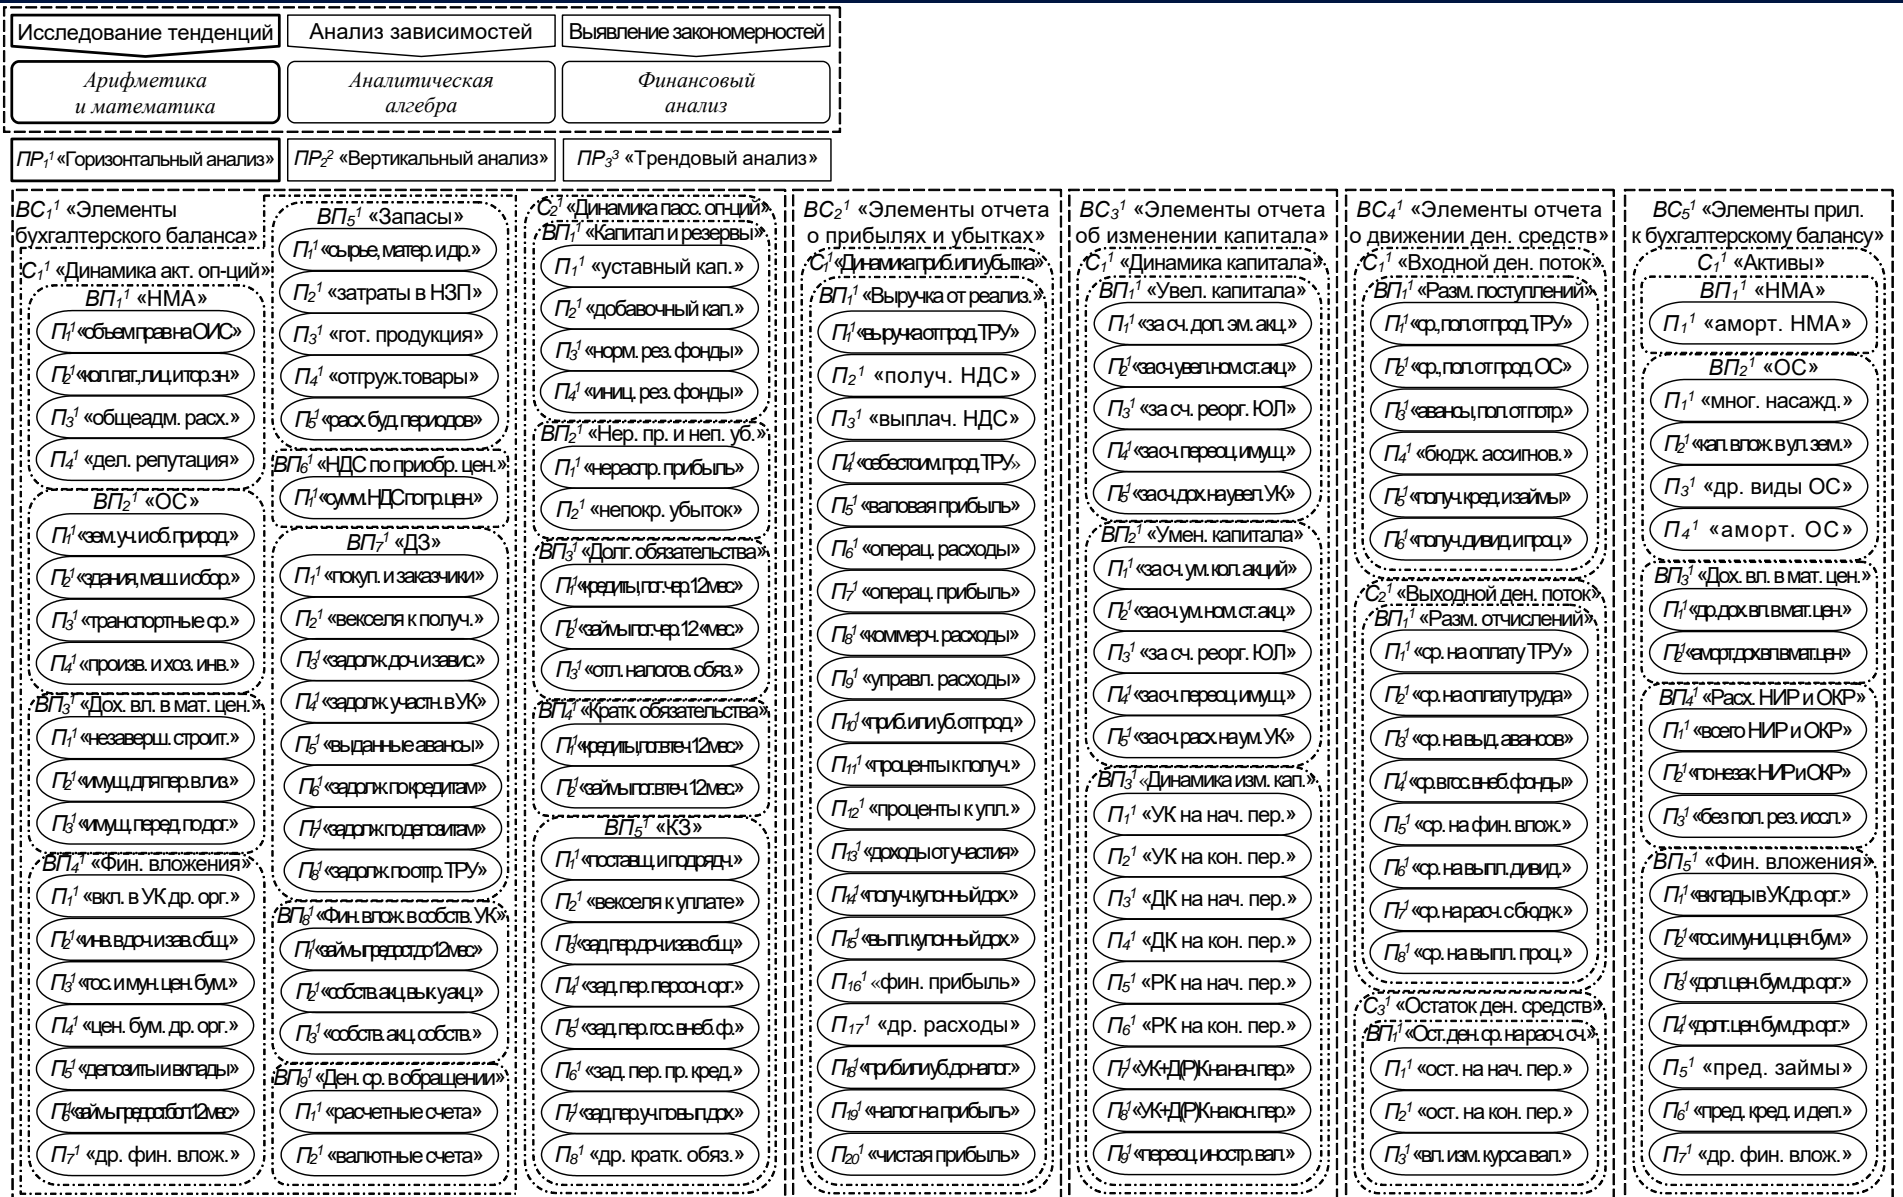 Исследование тенденций
Анализ зависимостей
Выявление закономерностей
Арифметика
и математика
Аналитическая
алгебра
Финансовый
анализ
ПР₁¹ «Горизонтальный анализ»
ПР₂² «Вертикальный анализ»
ПР₃³ «Трендовый анализ»
ВС₁¹ «Элементы
бухгалтерского баланса»
С₁¹ «Динамика акт. оп-ций»
ВП₁¹ «НМА»
П₁¹ «объем прав на ОИС»
П₂¹ «кол. пат., лиц. и тор. зн.»
П₃¹ «общеадм. расх.»
П₄¹ «дел. репутация»
ВП₂¹ «ОС»
П₁¹ «зем. уч. и об. природ.»
П₂¹ «здания, маш. и обор.»
П₃¹ «транспортные ср.»
П₄¹ «произв. и хоз. инв.»
ВП₃¹ «Дох. вл. в мат. цен.»
П₁¹ «незаверш. строит.»
П₂¹ «имущ. для пер. в лиз.»
П₃¹ «имущ. перед. по дог.»
ВП₄¹ «Фин. вложения»
П₁¹ «вкл. в УК др. орг.»
П₂¹ «инв. в доч. и зав. общ.»
П₃¹ «гос. и мун. цен. бум.»
П₄¹ «цен. бум. др. орг.»
П₅¹ «депозиты и вклады»
П₆¹ «займы предост. бол. 12 мес»
П₇¹ «др. фин. влож.»
ВП₅¹ «Запасы»
П₁¹ «сырье, матер. и др.»
П₂¹ «затраты в НЗП»
П₃¹ «гот. продукция»
П₄¹ «отгруж. товары»
П₅¹ «расх. буд. периодов»
ВП₆¹ «НДС по приобр. цен.»
П₁¹ «сумм. НДС по пр. цен.»
ВП₇¹ «ДЗ»
П₁¹ «покуп. и заказчики»
П₂¹ «векселя к получ.»
П₃¹ «задолж. доч. и завис.»
П₄¹ «задолж. участн. в УК»
П₅¹ «выданные авансы»
П₆¹ «задолж. по кредитам»
П₇¹ «задолж. по депозитам»
П₈¹ «задолж. по отгр. ТРУ»
ВП₈¹ «Фин. влож. в собств. УК»
П₁¹ «займы предост. до 12 мес»
П₂¹ «собств. акц. вык. у акц.»
П₃¹ «собств. акц. собств.»
ВП₉¹ «Ден. ср. в обращении»
П₁¹ «расчетные счета»
П₂¹ «валютные счета»
С₂¹ «Динамика пасс. оп-ций»
ВП₁¹ «Капитал и резервы»
П₁¹ «уставный кап.»
П₂¹ «добавочный кап.»
П₃¹ «норм. рез. фонды»
П₄¹ «иниц. рез. фонды»
ВП₂¹ «Нер. пр. и неп. уб.»
П₁¹ «нераспр. прибыль»
П₂¹ «непокр. убыток»
ВП₃¹ «Долг. обязательства»
П₁¹ «кредиты, пог. чер. 12 мес»
П₂¹ «займы пог. чер. 12 «мес.»
П₃¹ «отл. налогов. обяз.»
ВП₄¹ «Кратк. обязательства»
П₁¹ «кредиты, пог. в теч. 12 мес»
П₂¹ «займы пог. в теч. 12 мес»
ВП₅¹ «КЗ»
П₁¹ «поставщ. и подрядч.»
П₂¹ «векселя к уплате»
П₃¹ «зад. пер. доч. и зав. общ.»
П₄¹ «зад. пер. персон. орг.»
П₅¹ «зад. пер. гос. внеб. ф.»
П₆¹ «зад. пер. пр. кред.»
П₇¹ «зад. пер. уч. по вып. дох.»
П₈¹ «др. кратк. обяз.»
ВС₂¹ «Элементы отчета
о прибылях и убытках»
С₁¹ «Динамика приб. или убытка»
ВП₁¹ «Выручка от реализ.»
П₁¹ «выручка от прод. ТРУ»
П₂¹ «получ. НДС»
П₃¹ «выплач. НДС»
П₄¹ «себестоим. прод. ТРУ»
П₅¹ «валовая прибыль»
П₆¹ «операц. расходы»
П₇¹ «операц. прибыль»
П₈¹ «коммерч. расходы»
П₉¹ «управл. расходы»
П₁₀¹ «приб. или уб. от прод.»
П₁₁¹ «проценты к получ.»
П₁₂¹ «проценты к упл.»
П₁₃¹ «доходы от участия»
П₁₄¹ «получ. купонный дох.»
П₁₅¹ «выпл. купонный дох.»
П₁₆¹ «фин. прибыль»
П₁₇¹ «др. расходы»
П₁₈¹ «приб. или уб. до налог.»
П₁₉¹ «налог на прибыль»
П₂₀¹ «чистая прибыль»
ВС₃¹ «Элементы отчета
об изменении капитала»
С₁¹ «Динамика капитала»
ВП₁¹ «Увел. капитала»
П₁¹ «за сч. доп. эм. акц.»
П₂¹ «за сч. увел. ном. ст. акц.»
П₃¹ «за сч. реорг. ЮЛ»
П₄¹ «за сч. переоц. имущ.»
П₅¹ «за сч. дох. на увел. УК»
ВП₂¹ «Умен. капитала»
П₁¹ «за сч. ум. кол. акций»
П₂¹ «за сч. ум. ном. ст. акц.»
П₃¹ «за сч. реорг. ЮЛ»
П₄¹ «за сч. переоц. имущ.»
П₅¹ «за сч. расх. на ум. УК»
ВП₃¹ «Динамика изм. кап.»
П₁¹ «УК на нач. пер.»
П₂¹ «УК на кон. пер.»
П₃¹ «ДК на нач. пер.»
П₄¹ «ДК на кон. пер.»
П₅¹ «РК на нач. пер.»
П₆¹ «РК на кон. пер.»
П₇¹ «УК+Д(Р)К на нач. пер.»
П₈¹ «УК+Д(Р)К на кон. пер.»
П₉¹ «переоц. иностр. вал.»
ВС₄¹ «Элементы отчета
о движении ден. средств»
С₁¹ «Входной ден. поток»
ВП₁¹ «Разм. поступлений»
П₁¹ «ср., пол. от прод. ТРУ»
П₂¹ «ср., пол. от прод. ОС»
П₃¹ «авансы, пол. от потр.»
П₄¹ «бюдж. ассигнов.»
П₅¹ «получ. кред. и займы»
П₆¹ «получ. дивид. и проц.»
С₂¹ «Выходной ден. поток»
ВП₁¹ «Разм. отчислений»
П₁¹ «ср. на оплату ТРУ»
П₂¹ «ср. на оплату труда»
П₃¹ «ср. на выд. авансов»
П₄¹ «ср. в гос. внеб. фонды»
П₅¹ «ср. на фин. влож.»
П₆¹ «ср. на выпл. дивид.»
П₇¹ «ср. на расч. с бюдж.»
П₈¹ «ср. на выпл. проц.»
С₃¹ «Остаток ден. средств»
ВП₁¹ «Ост. ден. ср. на расч. сч.»
П₁¹ «ост. на нач. пер.»
П₂¹ «ост. на кон. пер.»
П₃¹ «вл. изм. курса вал.»
ВС₅¹ «Элементы прил.
к бухгалтерскому балансу»
С₁¹ «Активы»
ВП₁¹ «НМА»
П₁¹ «аморт. НМА»
ВП₂¹ «ОС»
П₁¹ «мног. насажд.»
П₂¹ «кап. влож. в ул. зем.»
П₃¹ «др. виды ОС»
П₄¹ «аморт. ОС»
ВП₃¹ «Дох. вл. в мат. цен.»
П₁¹ «др. дох. вл. в мат. цен.»
П₂¹ «аморт. дох. вл. в мат. цен»
ВП₄¹ «Расх. НИР и ОКР»
П₁¹ «всего НИР и ОКР»
П₂¹ «по незак. НИР и ОКР»
П₃¹ «без пол. рез. иссл.»
ВП₅¹ «Фин. вложения»
П₁¹ «вклады в УК др. орг.»
П₂¹ «гос. и муниц. цен. бум.»
П₃¹ «дол. цен. бум. др. орг.»
П₄¹ «долг. цен. бум. др. орг.»
П₅¹ «пред. займы»
П₆¹ «пред. кред. и деп.»
П₇¹ «др. фин. влож.»